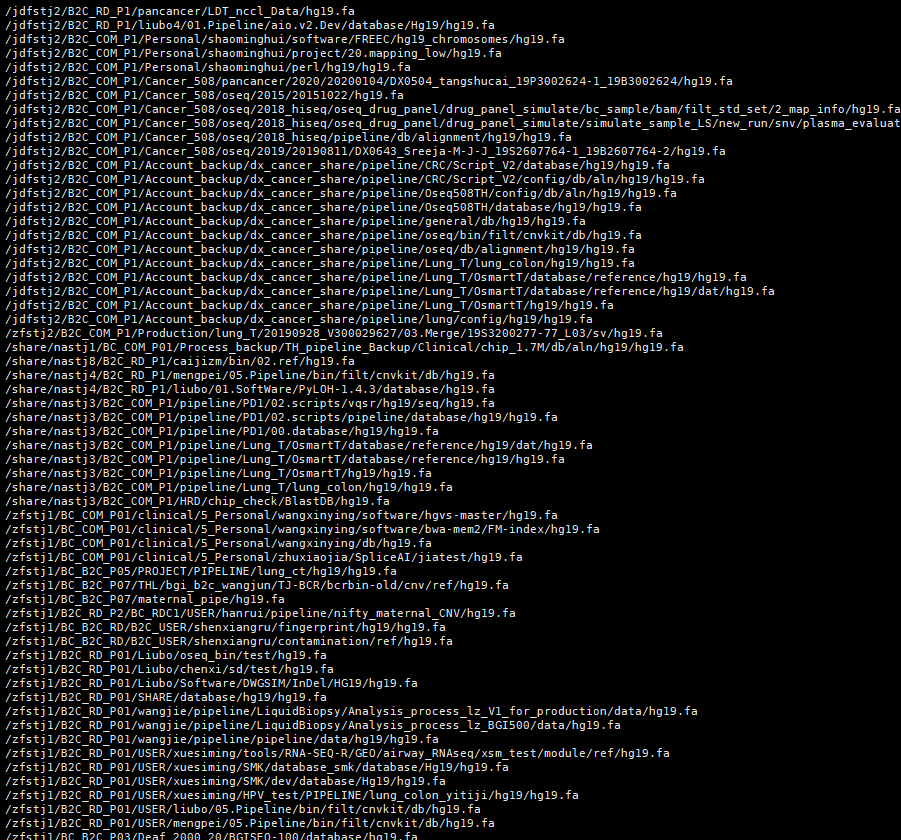 /jdfstj2/B2C_RD_P1/pancancer/LDT_nccl_Data/hg19.fa
/jdfstj2/B2C_RD_P1/liubo4/01.Pipeline/aio.v2.Dev/database/Hg19/hg19.fa
/jdfstj2/B2C_COM_P1/Personal/shaominghui/software/FREEC/hg19_chromosomes/hg19.fa
/jdfstj2/B2C_COM_P1/Personal/shaominghui/project/20.mapping_low/hg19.fa
/jdfstj2/B2C_COM_P1/Personal/shaominghui/perl/hg19/hg19.fa
/jdfstj2/B2C_COM_P1/Cancer_508/pancancer/2020/20200104/DX0504_tangshucai_19P3002624-1_19B3002624/hg19.fa
/jdfstj2/B2C_COM_P1/Cancer_508/oseq/2015/20151022/hg19.fa
/jdfstj2/B2C_COM_P1/Cancer_508/oseq/2018_hiseq/oseq_drug_panel/drug_panel_simulate/bc_sample/bam/filt_std_set/2_map_info/hg19.fa
/jdfstj2/B2C_COM_P1/Cancer_508/oseq/2018_hiseq/oseq_drug_panel/drug_panel_simulate/simulate_sample_LS/new_run/snv/plasma_evaluat
/jdfstj2/B2C_COM_P1/Cancer_508/oseq/2018_hiseq/pipeline/db/alignment/hg19/hg19.fa
/jdfstj2/B2C_COM_P1/Cancer_508/oseq/2019/20190811/DX0643_Sreeja-M-J-J_19S2607764-1_19B2607764-2/hg19.fa
/jdfstj2/B2C_COM_P1/Account_backup/dx_cancer_share/pipeline/CRC/Script_V2/database/hg19.fa
/jdfstj2/B2C_COM_P1/Account_backup/dx_cancer_share/pipeline/CRC/Script_V2/config/db/aln/hg19/hg19.fa
/jdfstj2/B2C_COM_P1/Account_backup/dx_cancer_share/pipeline/Oseq508TH/config/db/aln/hg19/hg19.fa
/jdfstj2/B2C_COM_P1/Account_backup/dx_cancer_share/pipeline/Oseq508TH/database/hg19/hg19.fa
/jdfstj2/B2C_COM_P1/Account_backup/dx_cancer_share/pipeline/general/db/hg19/hg19.fa
/jdfstj2/B2C_COM_P1/Account_backup/dx_cancer_share/pipeline/oseq/bin/filt/cnvkit/db/hg19.fa
/jdfstj2/B2C_COM_P1/Account_backup/dx_cancer_share/pipeline/oseq/db/alignment/hg19/hg19.fa
/jdfstj2/B2C_COM_P1/Account_backup/dx_cancer_share/pipeline/Lung_T/lung_colon/hg19/hg19.fa
/jdfstj2/B2C_COM_P1/Account_backup/dx_cancer_share/pipeline/Lung_T/OsmartT/database/reference/hg19/hg19.fa
/jdfstj2/B2C_COM_P1/Account_backup/dx_cancer_share/pipeline/Lung_T/OsmartT/database/reference/hg19/dat/hg19.fa
/jdfstj2/B2C_COM_P1/Account_backup/dx_cancer_share/pipeline/Lung_T/OsmartT/hg19/hg19.fa
/jdfstj2/B2C_COM_P1/Account_backup/dx_cancer_share/pipeline/lung/config/hg19/hg19.fa
/zfstj1/B2C_COM_P1/Production/lung_T/20190928_V300029627/03.Merge/19S3200277-77_L03/sv/hg19.fa
/share/nastj1/BC_COM_P01/Process_backup/TH_pipeline_Backup/Clinical/chip_1.7M/db/aln/hg19/hg19.fa
/share/nastj8/B2C_RD_P1/caijizm/bin/02.ref/hg19.fa
/share/nastj4/B2C_RD_P1/mengpei/05.Pipeline/bin/filt/cnvkit/db/hg19.fa
/share/nastj4/B2C_RD_P1/liubo/01.SoftWare/PyLOH-1.4.3/database/hg19.fa
/share/nastj3/B2C_COM_P1/pipeline/PD1/02.scripts/vqsr/hg19/seq/hg19.fa
/share/nastj3/B2C_COM_P1/pipeline/PD1/02.scripts/pipeline/database/hg19/hg19.fa
/share/nastj3/B2C_COM_P1/pipeline/PD1/00.database/hg19/hg19.fa
/share/nastj3/B2C_COM_P1/pipeline/Lung_T/OsmartT/database/reference/hg19/dat/hg19.fa
/share/nastj3/B2C_COM_P1/pipeline/Lung_T/OsmartT/database/reference/hg19/hg19.fa
/share/nastj3/B2C_COM_P1/pipeline/Lung_T/OsmartT/hg19/hg19.fa
/share/nastj3/B2C_COM_P1/pipeline/Lung_T/lung_colon/hg19/hg19.fa
/share/nastj3/B2C_COM_P1/HRD/chip_check/BlastDB/hg19.fa
/zfstj1/BC_COM_P01/clinical/5_Personal/wangxinying/software/hgvs-master/hg19.fa
/zfstj1/BC_COM_P01/clinical/5_Personal/wangxinying/software/bwa-mem2/FM-index/hg19.fa
/zfstj1/BC_COM_P01/clinical/5_Personal/wangxinying/db/hg19.fa
/zfstj1/BC_COM_P01/clinical/5_Personal/zhuxiaojia/SpliceAI/jiatest/hg19.fa
/zfstj1/BC_B2C_P05/PROJECT/PIPELINE/lung_ct/hg19/hg19.fa
/zfstj1/BC_B2C_P07/THL/bgi_b2c_wangjun/TJ-BCR/bcrbin-old/cnv/ref/hg19.fa
/zfstj1/BC_B2C_P07/maternal_pipe/hg19.fa
/zfstj1/B2C_RD_P2/BC_RDC1/USER/hanrui/pipeline/nifty_maternal_CNV/hg19.fa
/zfstj1/BC_B2C_RD/B2C_USER/shenxiangru/fingerprint/hg19/hg19.fa
/zfstj1/BC_B2C_RD/B2C_USER/shenxiangru/contamination/ref/hg19.fa
/zfstj1/B2C_RD_P01/Liubo/oseq_bin/test/hg19.fa
/zfstj1/B2C_RD_P01/Liubo/chenxi/sd/test/hg19.fa
/zfstj1/B2C_RD_P01/Liubo/Software/DWGSIM/InDel/HG19/hg19.fa
/zfstj1/B2C_RD_P01/SHARE/database/hg19/hg19.fa
/zfstj1/B2C_RD_P01/wangjie/pipeline/LiquidBiopsy/Analysis_process_lz_V1_for_production/data/hg19.fa
/zfstj1/B2C_RD_P01/wangjie/pipeline/LiquidBiopsy/Analysis_process_lz_BGI500/data/hg19.fa
/zfstj1/B2C_RD_P01/wangjie/pipeline/pipeline/data/hg19/hg19.fa
/zfstj1/B2C_RD_P01/USER/xuesiming/tools/RNA-SEQ-R/GEO/airway_RNAseq/xsm_test/module/ref/hg19.fa
/zfstj1/B2C_RD_P01/USER/xuesiming/SMK/database_smk/database/Hg19/hg19.fa
/zfstj1/B2C_RD_P01/USER/xuesiming/SMK/dev/database/Hg19/hg19.fa
/zfstj1/B2C_RD_P01/USER/xuesiming/HPV_test/PIPELINE/lung_colon_yitiji/hg19/hg19.fa
/zfstj1/B2C_RD_P01/USER/liubo/05.Pipeline/bin/filt/cnvkit/db/hg19.fa
/zfstj1/B2C_RD_P01/USER/mengpei/05.Pipeline/bin/filt/cnvkit/db/hg19.fa
/zfstj1/BC_B2C_P03/Deaf_2000_20/BGISEQ-100/database/hg19.fa